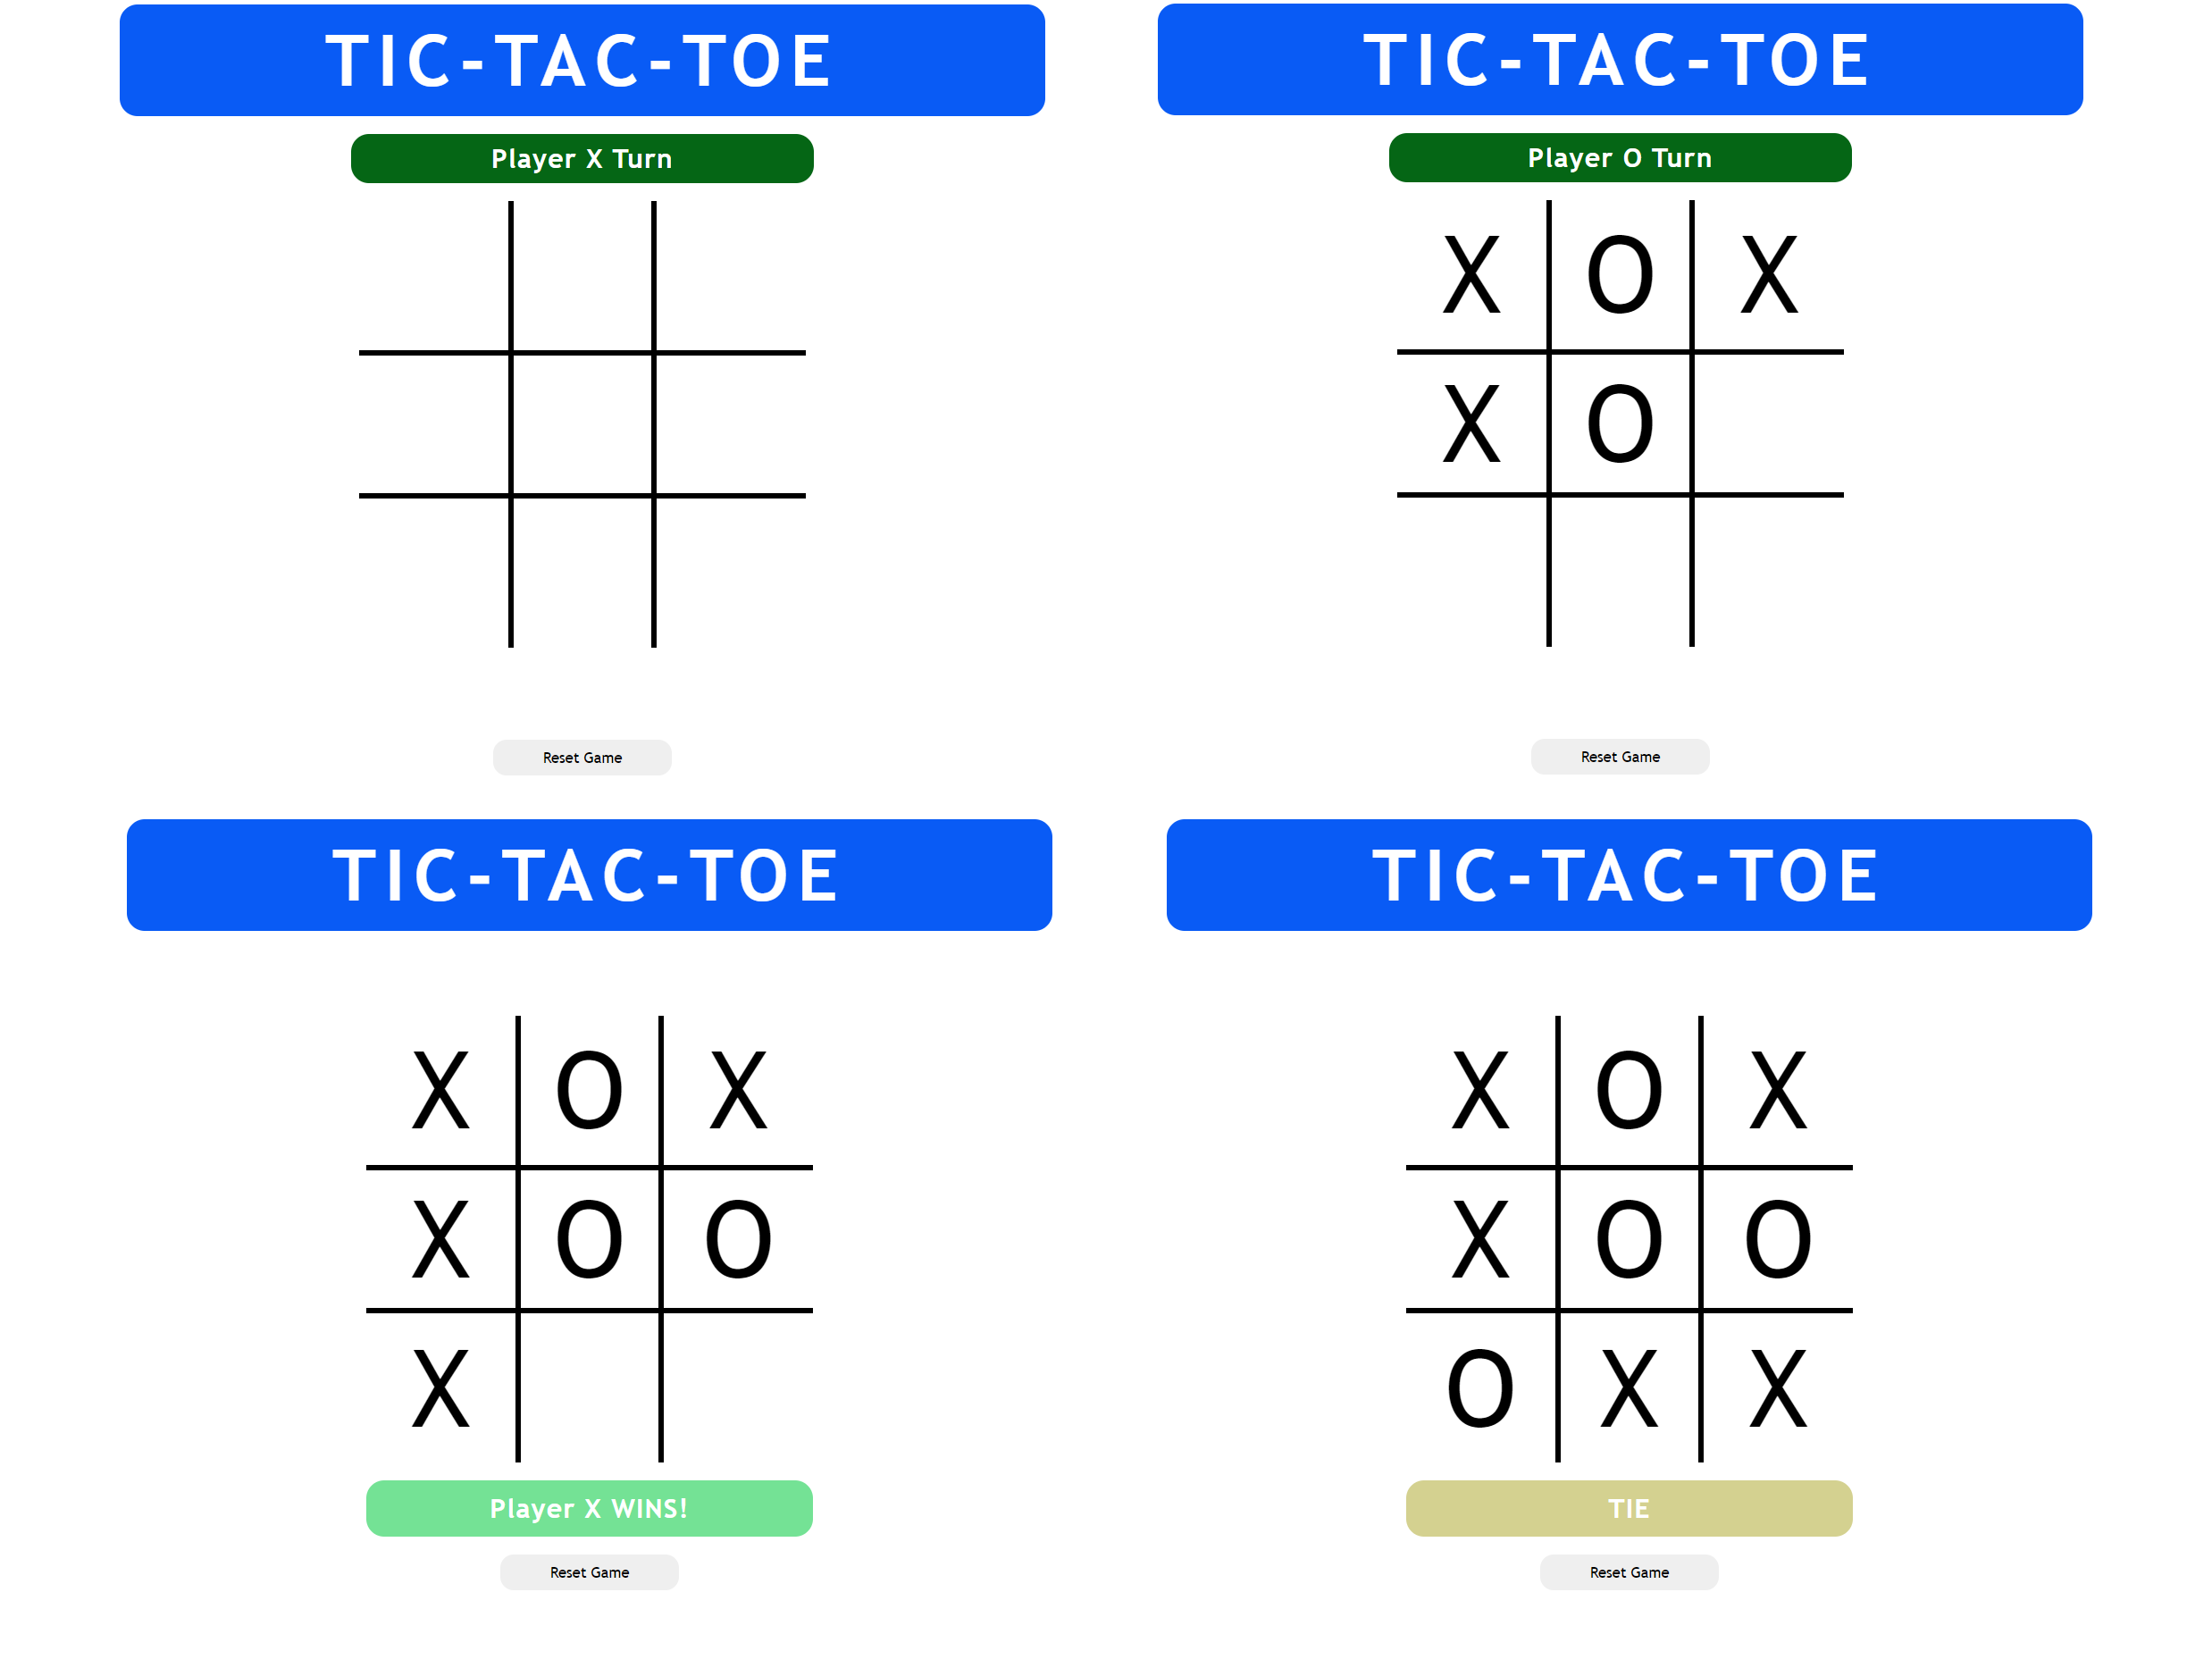 TIC-TAC-TOE
Player X Turn
Reset Game
TIC-TAC-TOE
Player O Turn
X O X
X O
Reset Game
TIC-TAC-TOE
X O X
X O O
X
Player X WINS!
Reset Game
TIC-TAC-TOE
X O X
X O O
O X X
TIE
Reset Game